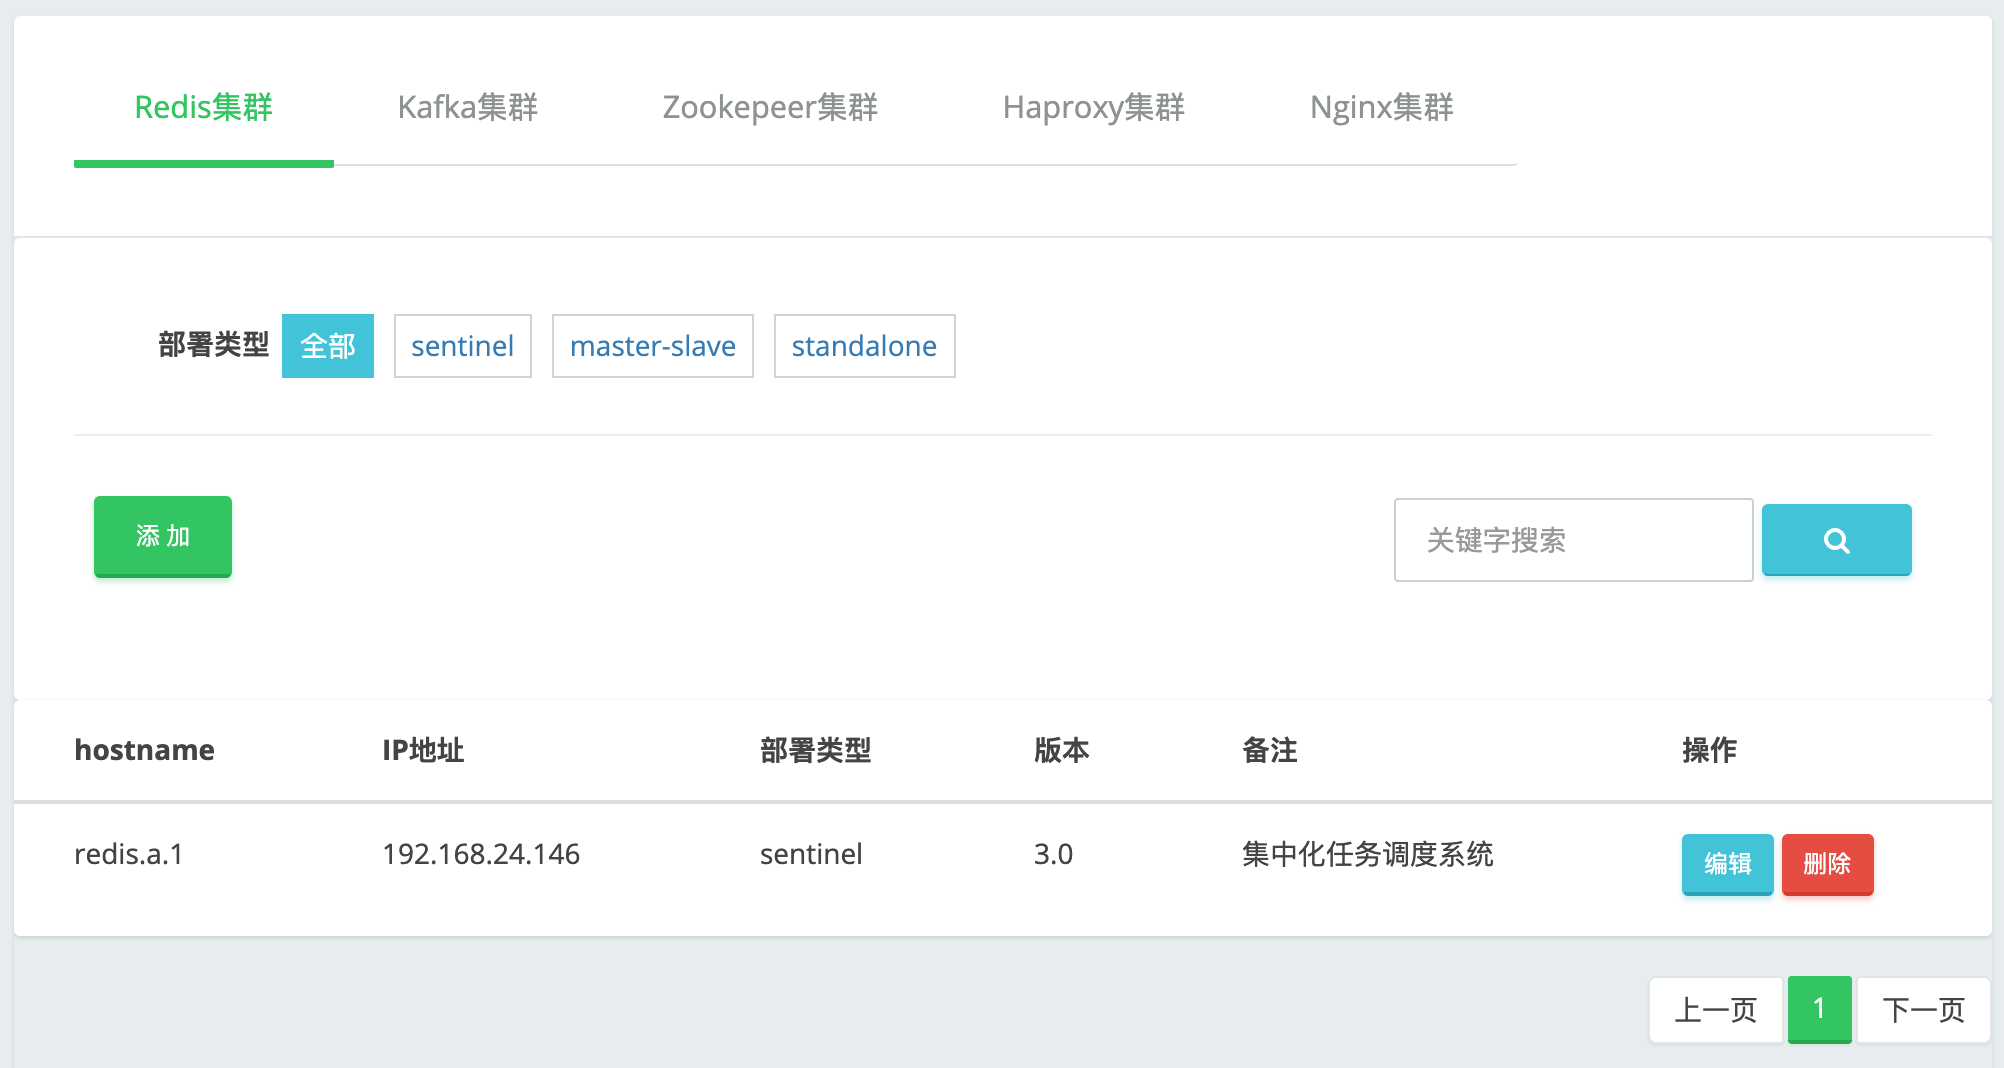 Redis集群 Kafka集群 Zookepeer集群 Haproxy集群 Nginx集群
部署类型 全部 sentinel master-slave standalone
添 加 关键字搜索
hostname IP地址 部署类型 版本 备注 操作
redis.a.1 192.168.24.146 sentinel 3.0 集中化任务调度系统 编辑 删除
上一页 1 下一页